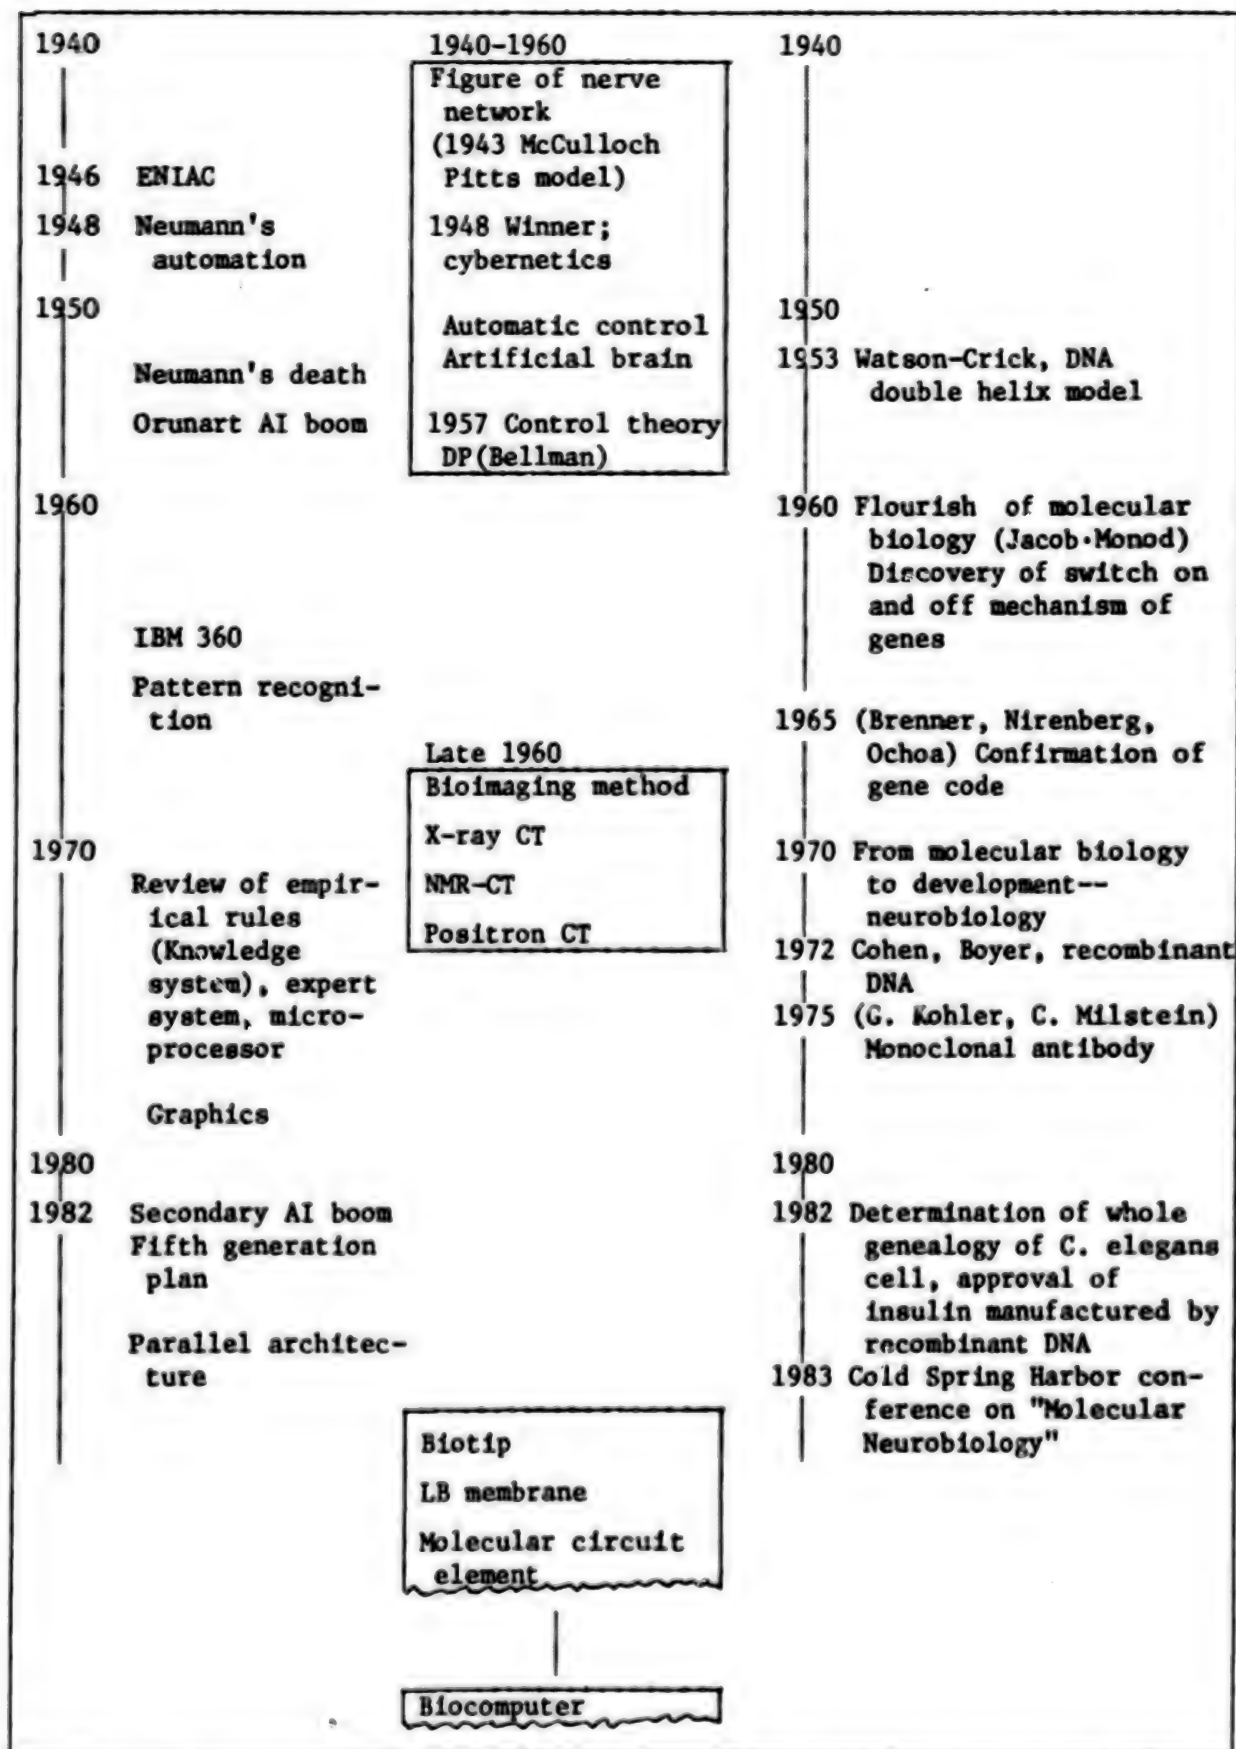 1940
1946 ENIAC
1948 Neumann's
automation
1950
Neumann's death
Orunart AI boom
1960
IBM 360
Pattern recogni-
tion
1970
Review of empir-
ical rules
(Knowledge
system), expert
system, micro-
processor
Graphics
1980
1982 Secondary AI boom
Fifth generation
plan
Parallel architec-
ture
1940-1960
Figure of nerve
network
(1943 McCulloch
Pitts model)
1948 Winner;
cybernetics
Automatic control
Artificial brain
1957 Control theory
DP(Bellman)
Late 1960
Bioimaging method
X-ray CT
NMR-CT
Positron CT
Biotip
LB membrane
Molecular circuit
element
Biocomputer
1940
1950
1953 Watson-Crick, DNA
double helix model
1960 Flourish of molecular
biology (Jacob·Monod)
Discovery of switch on
and off mechanism of
genes
1965 (Brenner, Nirenberg,
Ochoa) Confirmation of
gene code
1970 From molecular biology
to development--
neurobiology
1972 Cohen, Boyer, recombinant
DNA
1975 (G. Kohler, C. Milstein)
Monoclonal antibody
1980
1982 Determination of whole
genealogy of C. elegans
cell, approval of
insulin manufactured by
recombinant DNA
1983 Cold Spring Harbor con-
ference on "Molecular
Neurobiology"